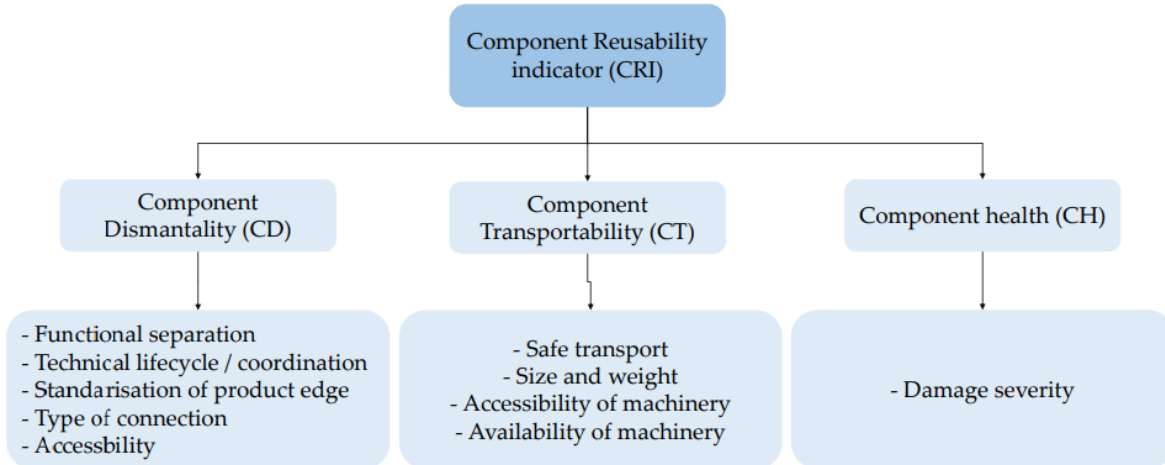 Component Reusability
indicator (CRI)
Component
Dismantality (CD)
Component
Transportability (CT)
Component health (CH)
- Functional separation
- Technical lifecycle / coordination
- Standarisation of product edge
- Type of connection
- Accessbility
- Safe transport
- Size and weight
- Accessibility of machinery
- Availability of machinery
- Damage severity